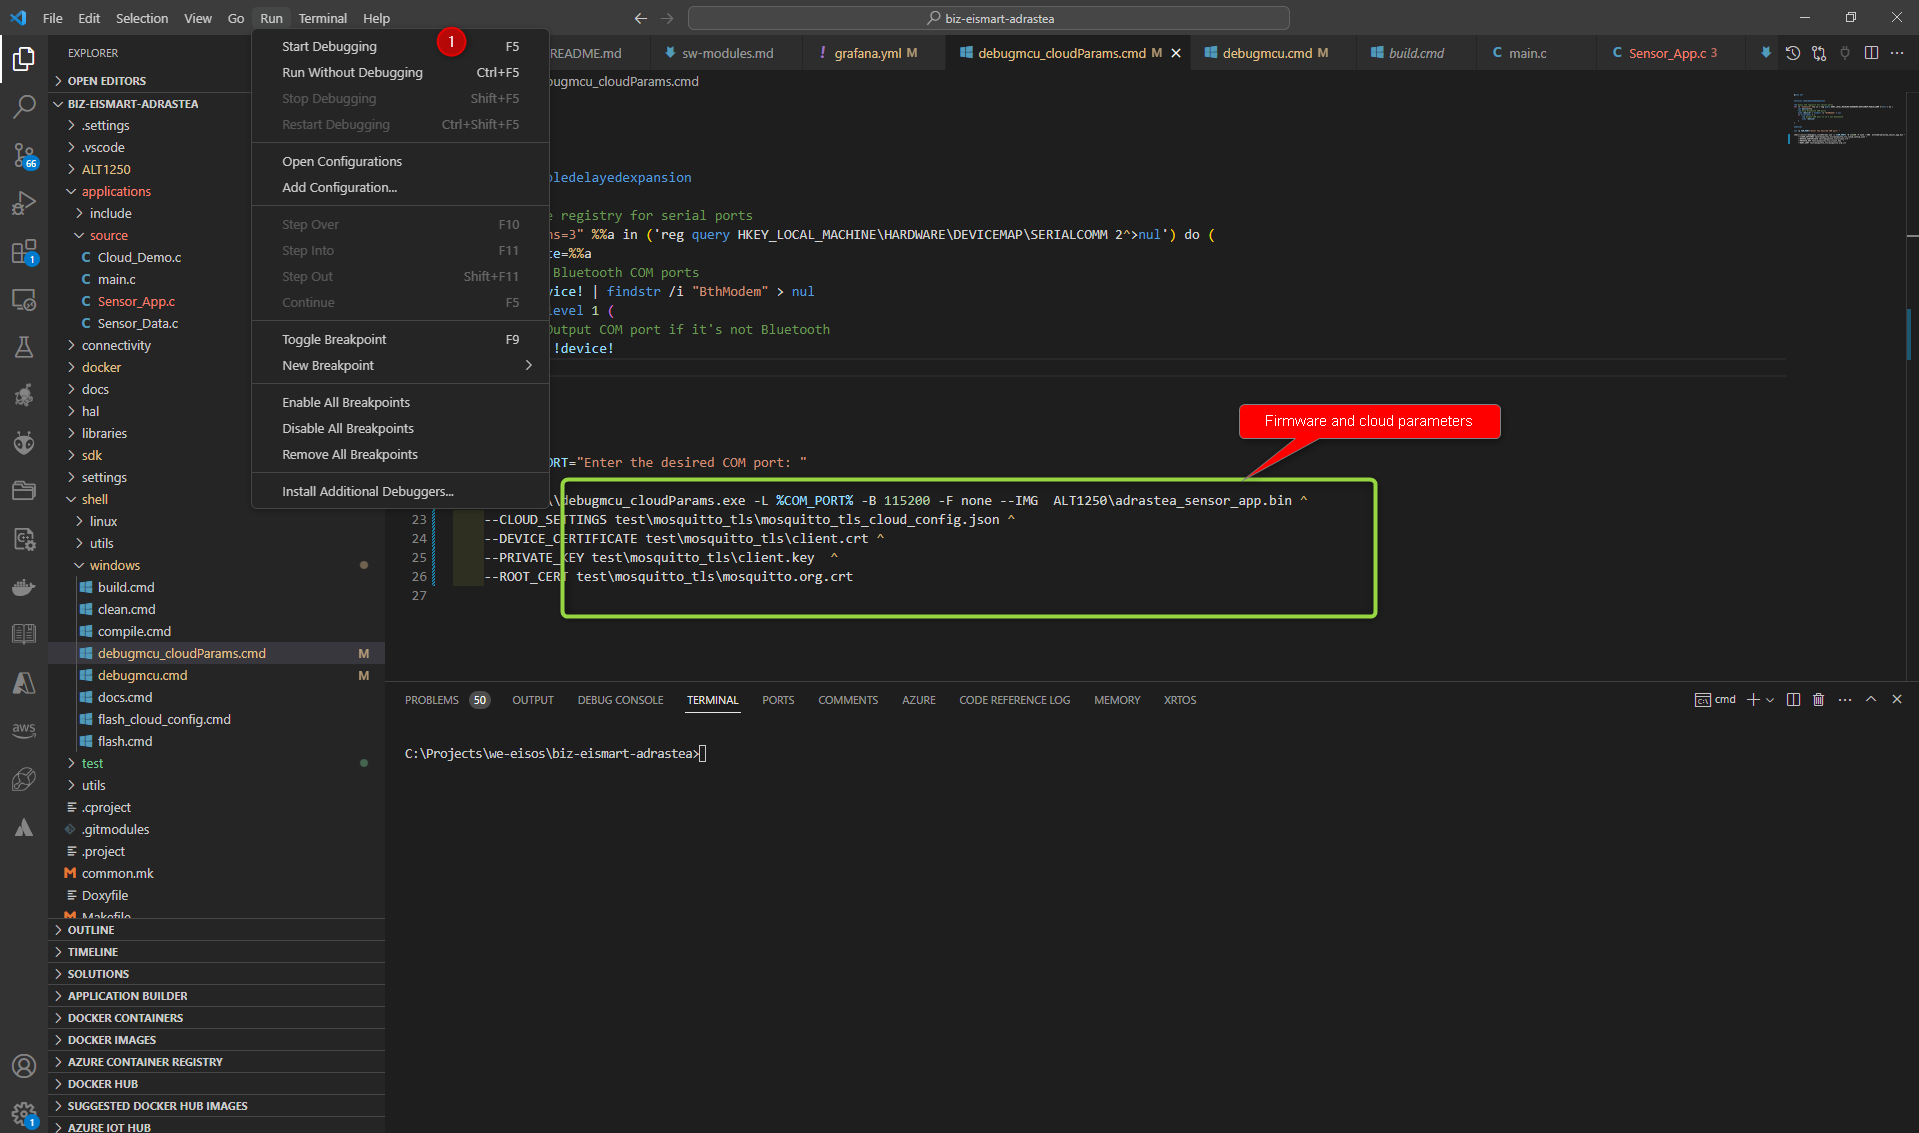 File Edit Selection View Go Run Terminal Help
biz-eismart-adrastea
EXPLORER
OPEN EDITORS
BIZ-EISMART-ADRASTEA
.settings
.vscode
ALT1250
applications
include
source
C Cloud_Demo.c
C main.c
C Sensor_App.c
C Sensor_Data.c
connectivity
docker
docs
hal
libraries
sdk
settings
shell
linux
utils
windows
build.cmd
clean.cmd
compile.cmd
debugmcu_cloudParams.cmd M
debugmcu.cmd M
docs.cmd
flash_cloud_config.cmd
flash.cmd
test
utils
.cproject
.gitmodules
.project
common.mk
Doxyfile
Makefile
OUTLINE
TIMELINE
SOLUTIONS
APPLICATION BUILDER
DOCKER CONTAINERS
DOCKER IMAGES
AZURE CONTAINER REGISTRY
DOCKER HUB
SUGGESTED DOCKER HUB IMAGES
AZURE IOT HUB
66
1
aws
1
Start Debugging F5
1
Run Without Debugging Ctrl+F5
Stop Debugging Shift+F5
Restart Debugging Ctrl+Shift+F5
Open Configurations
Add Configuration...
Step Over F10
Step Into F11
Step Out Shift+F11
Continue F5
Toggle Breakpoint F9
New Breakpoint
Enable All Breakpoints
Disable All Breakpoints
Remove All Breakpoints
Install Additional Debuggers...
README.md sw-modules.md ! grafana.yml M debugmcu_cloudParams.cmd M debugmcu.cmd M build.cmd C main.c C Sensor_App.c 3
bugmcu_cloudParams.cmd
bledelayedexpansion
e registry for serial ports
ns=3" %%a in ('reg query HKEY_LOCAL_MACHINE\HARDWARE\DEVICEMAP\SERIALCOMM 2^>nul') do (
ce=%%a
Bluetooth COM ports
vice! | findstr /i "BthModem" > nul
level 1 (
Output COM port if it's not Bluetooth
!device!
Firmware and cloud parameters
ORT="Enter the desired COM port: "
\debugmcu_cloudParams.exe -L %COM_PORT% -B 115200 -F none --IMG ALT1250\adrastea_sensor_app.bin ^
23 --CLOUD_SETTINGS test\mosquitto_tls\mosquitto_tls_cloud_config.json ^
24 --DEVICE_CERTIFICATE test\mosquitto_tls\client.crt ^
25 --PRIVATE_KEY test\mosquitto_tls\client.key ^
26 --ROOT_CERT test\mosquitto_tls\mosquitto.org.crt
27
PROBLEMS 50 OUTPUT DEBUG CONSOLE TERMINAL PORTS COMMENTS AZURE CODE REFERENCE LOG MEMORY XRTOS
cmd
C:\Projects\we-eisos\biz-eismart-adrastea>